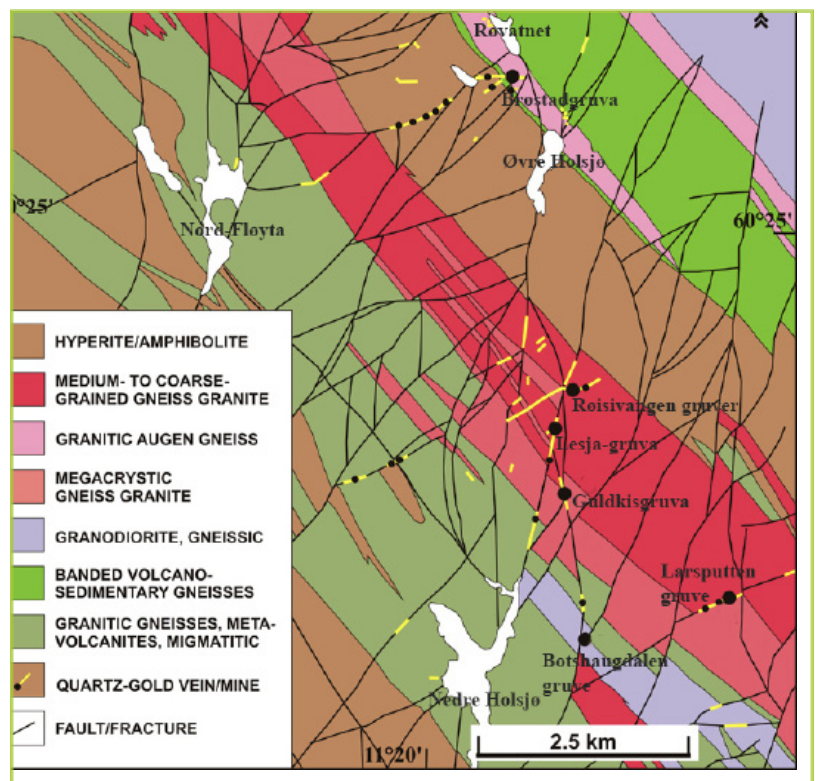 Røvatnet
Brostadgruva
Øvre Holsjø
0°25'
60°25'
Nord-Fløyta
HYPERITE/AMPHIBOLITE
MEDIUM- TO COARSE-
GRAINED GNEISS GRANITE
GRANITIC AUGEN GNEISS
MEGACRYSTIC
GNEISS GRANITE
GRANODIORITE, GNEISSIC
BANDED VOLCANO-
SEDIMENTARY GNEISSES
GRANITIC GNEISSES, META-
VOLCANITES, MIGMATITIC
QUARTZ-GOLD VEIN/MINE
FAULT/FRACTURE
Roisivangen gruver
Lesja-gruva
Guldkisgruva
Larsputten
gruve
Botshaugdalen
gruve
Nedre Holsjø
2.5 km
11°20'